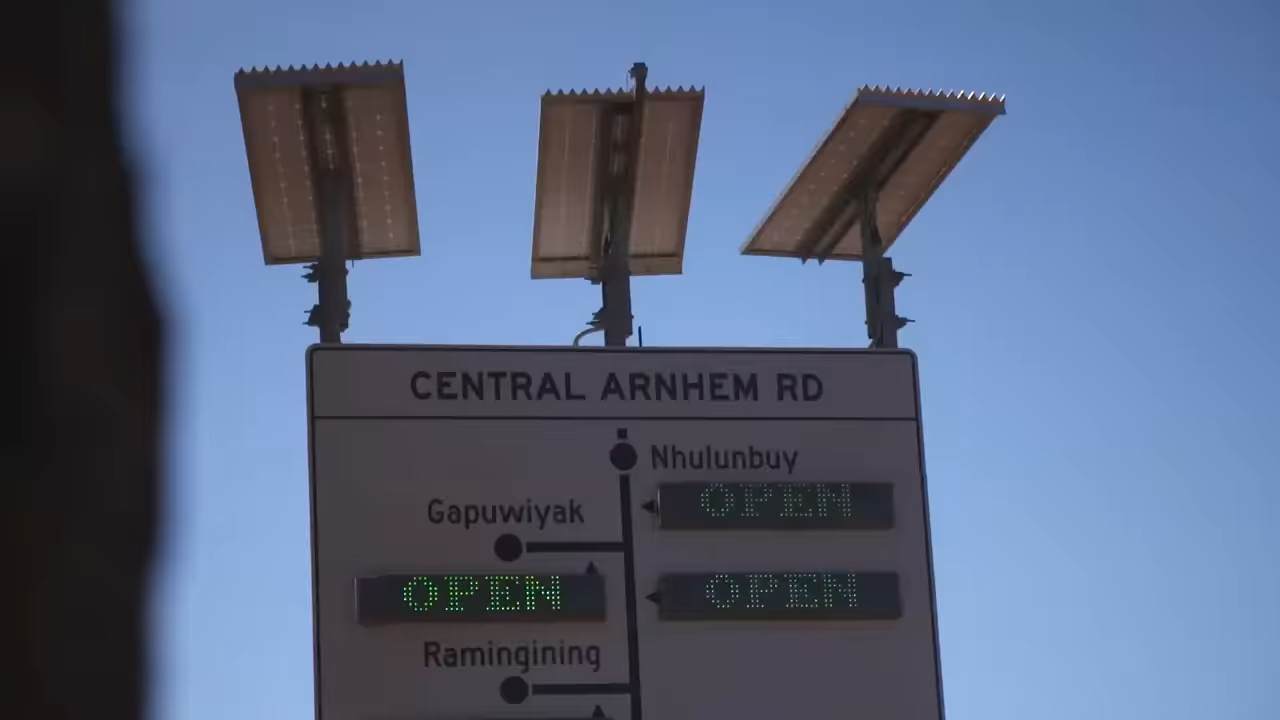 CENTRAL ARNHEM RD
Nhulunbuy
OPEN
Gapuwiyak
OPEN
OPEN
Ramingining